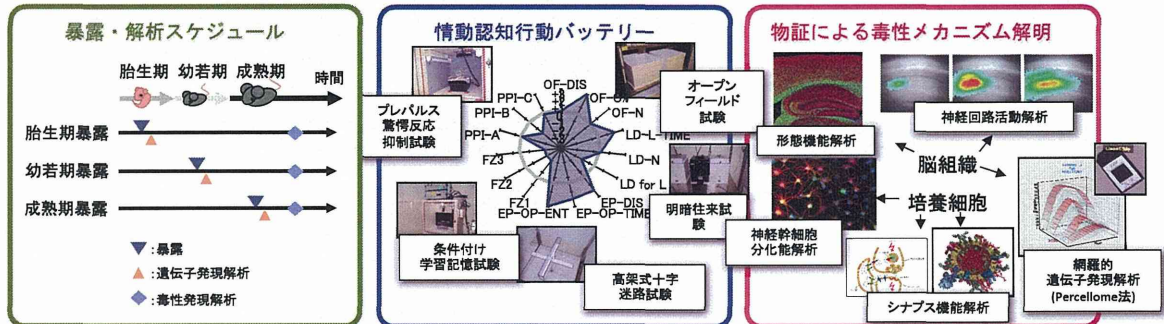 暴露・解析スケジュール
胎生期 幼若期 成熟期 時間
胎生期暴露
幼若期暴露
成熟期暴露
:暴露
:遺伝子発現解析
:毒性発現解析
情動認知行動バッテリー
プレパルス
驚愕反応
抑制試験
オープン
フィールド
試験
OF-DIS
OF-N
LD-L-TIME
LD-N
LD for L
EP-DIS
EP-OP-TIME
EP-OP-ENT
FZ1
FZ2
FZ3
PPI-A
PPI-B
PPI-C
条件付け
学習記憶試験
高架式十字
迷路試験
明暗往来試
験
物証による毒性メカニズム解明
形態機能解析
神経回路活動解析
脳組織
培養細胞
神経幹細胞
分化能解析
シナプス機能解析
網羅的
遺伝子発現解析
(Percellome法)